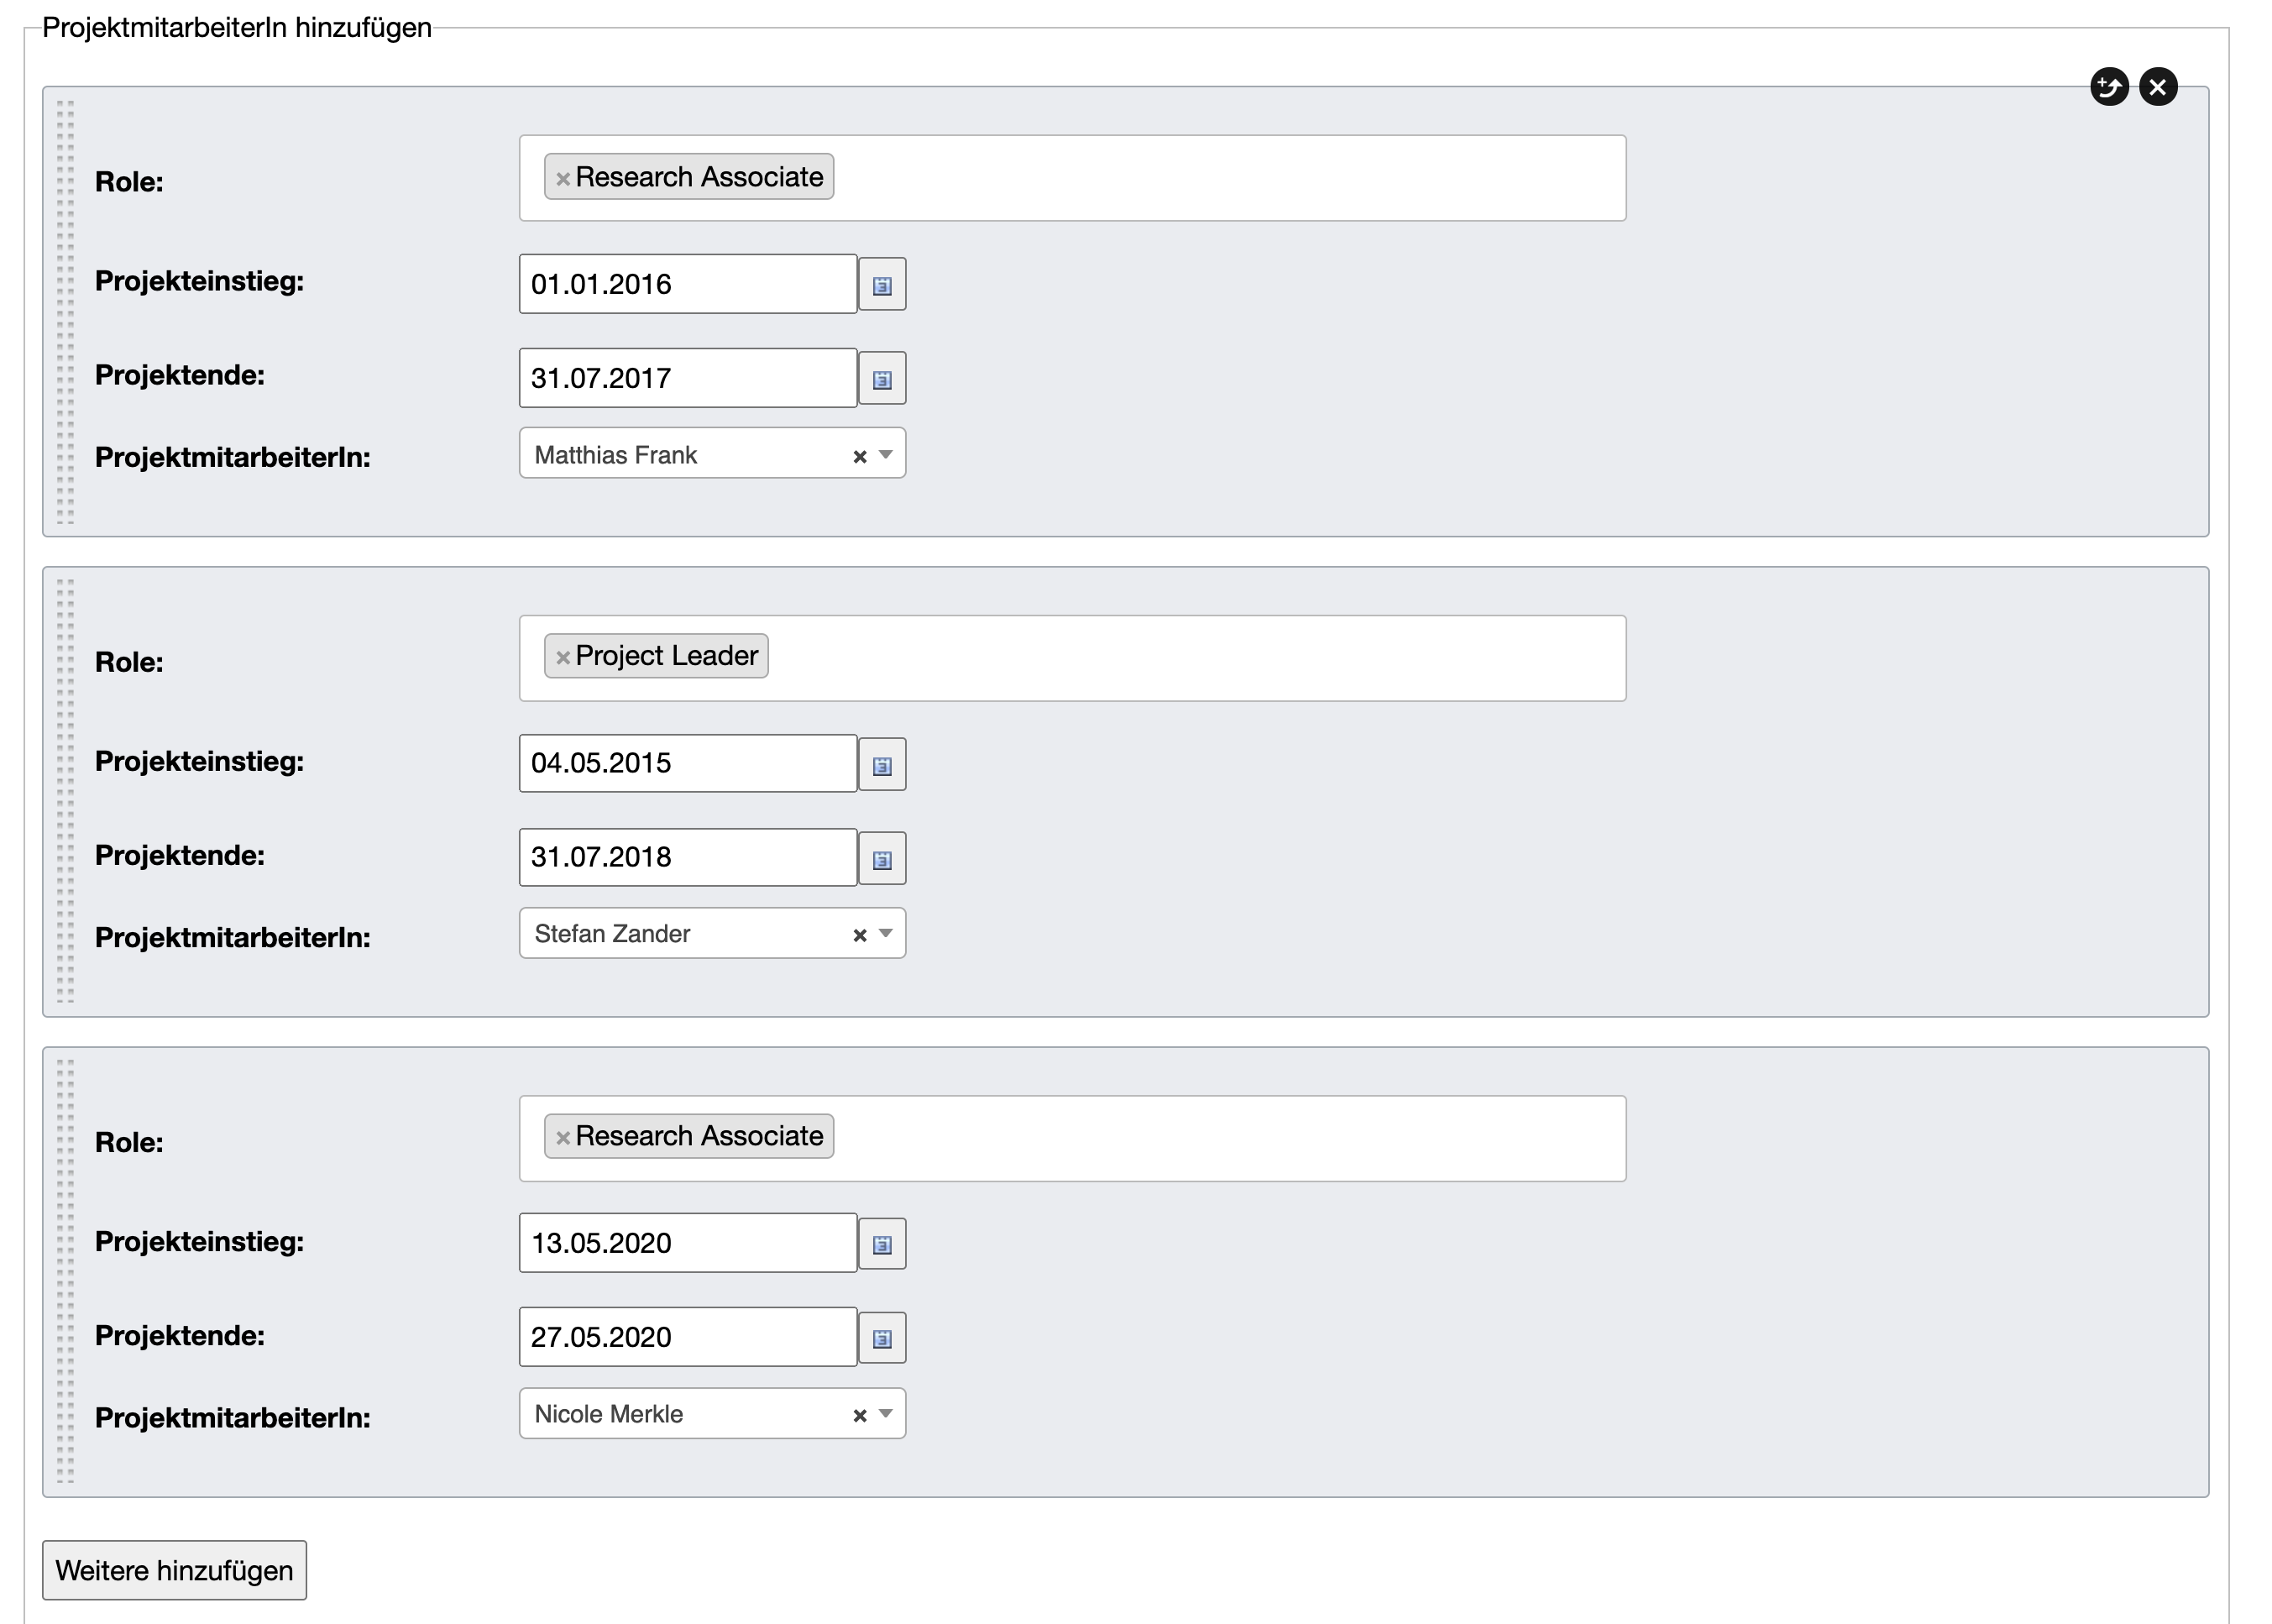 ProjektmitarbeiterIn hinzufügen
Role: × Research Associate
Projekteinstieg: 01.01.2016
Projektende: 31.07.2017
ProjektmitarbeiterIn: Matthias Frank ×
Role: × Project Leader
Projekteinstieg: 04.05.2015
Projektende: 31.07.2018
ProjektmitarbeiterIn: Stefan Zander ×
Role: × Research Associate
Projekteinstieg: 13.05.2020
Projektende: 27.05.2020
ProjektmitarbeiterIn: Nicole Merkle ×
Weitere hinzufügen